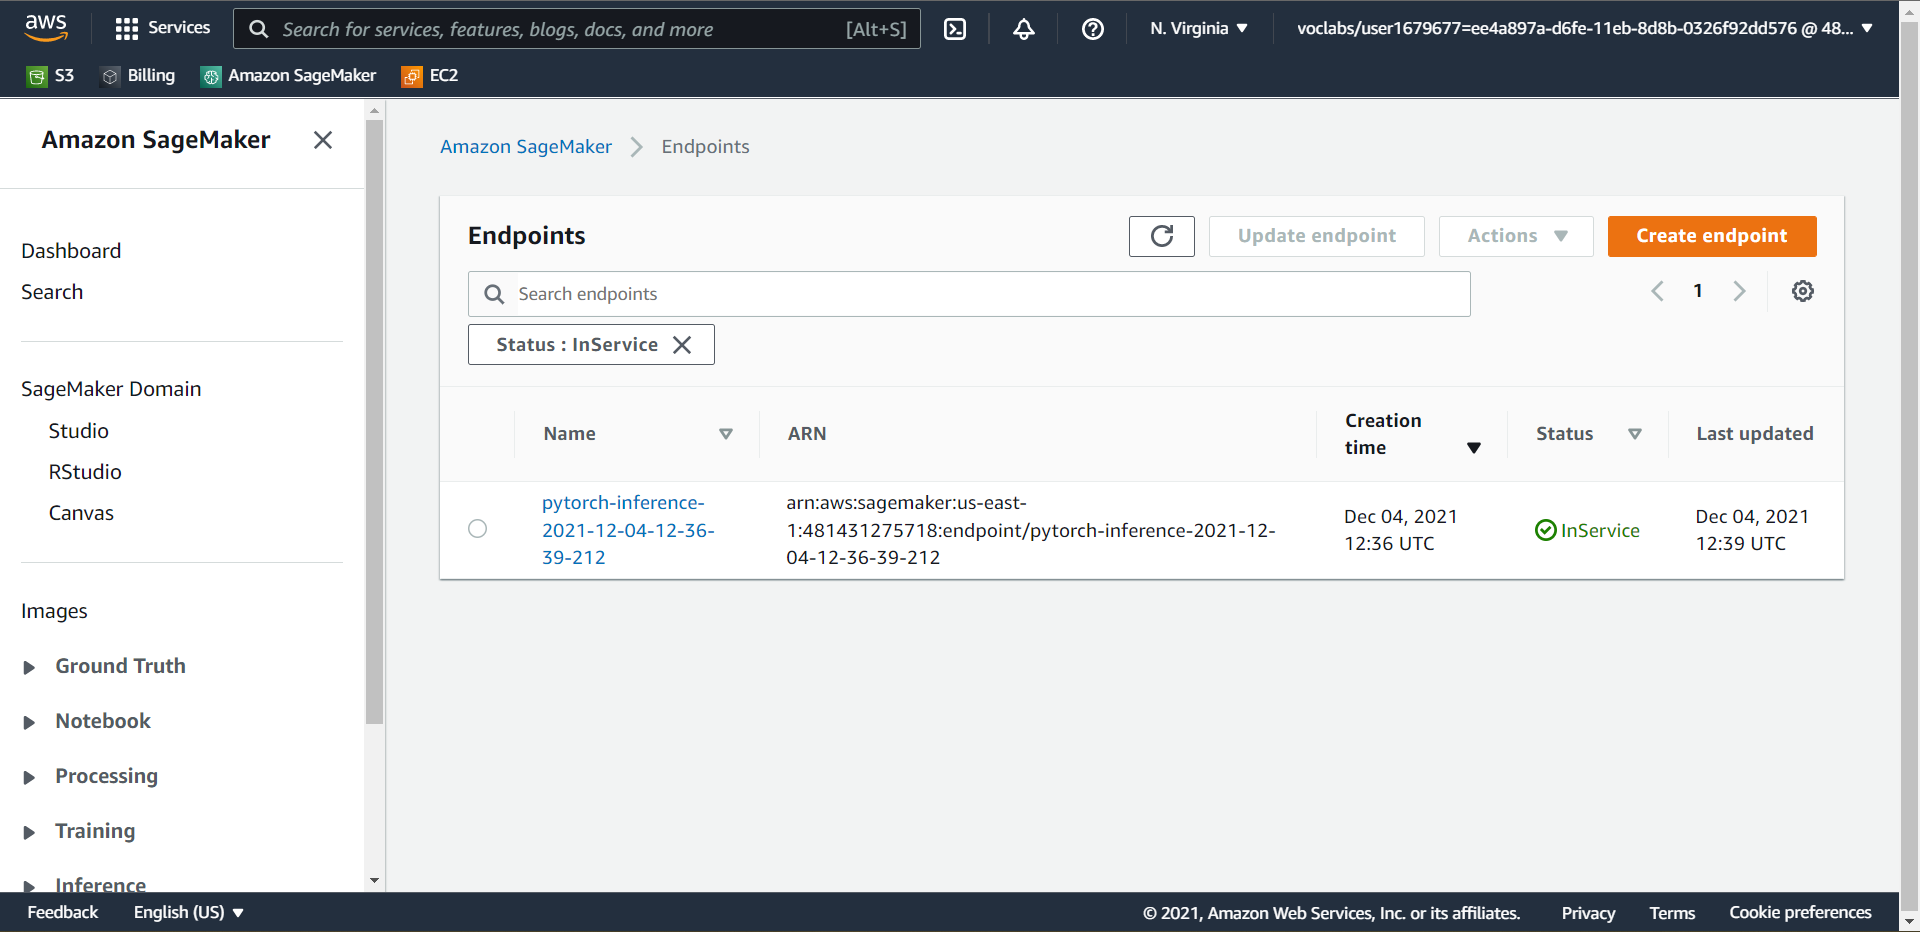 aws
Services
Search for services, features, blogs, docs, and more
[Alt+S]
N. Virginia
voclabs/user1679677=ee4a897a-d6fe-11eb-8d8b-0326f92dd576 @ 48...
S3
Billing
Amazon SageMaker
EC2
Amazon SageMaker
Dashboard
Search
SageMaker Domain
Studio
RStudio
Canvas
Images
Ground Truth
Notebook
Processing
Training
Inference
Amazon SageMaker
Endpoints
Endpoints
Update endpoint
Actions
Create endpoint
Search endpoints
1
Status : InService
Name
ARN
Creation
time
Status
Last updated
pytorch-inference-
2021-12-04-12-36-
39-212
arn:aws:sagemaker:us-east-
1:481431275718:endpoint/pytorch-inference-2021-12-
04-12-36-39-212
Dec 04, 2021
12:36 UTC
InService
Dec 04, 2021
12:39 UTC
Feedback
English (US)
© 2021, Amazon Web Services, Inc. or its affiliates.
Privacy
Terms
Cookie preferences